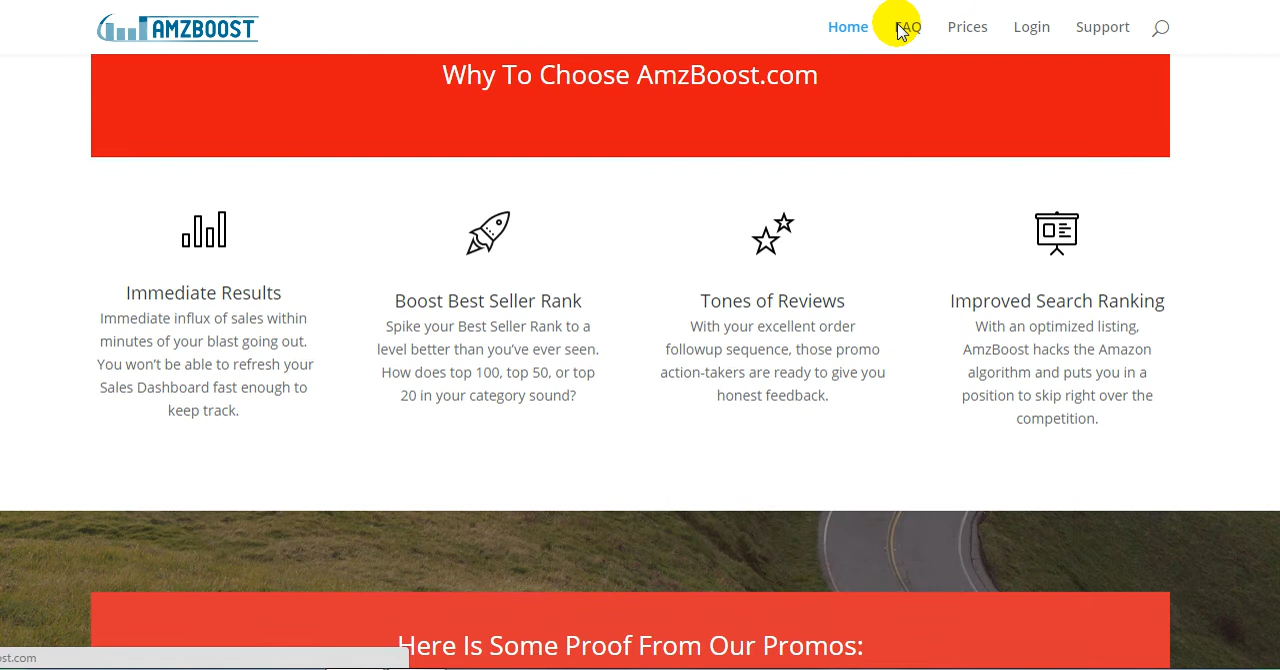 AMZBOOST
Home FAQ Prices Login Support
Why To Choose AmzBoost.com
Immediate Results
Immediate influx of sales within
minutes of your blast going out.
You won't be able to refresh your
Sales Dashboard fast enough to
keep track.
Boost Best Seller Rank
Spike your Best Seller Rank to a
level better than you've ever seen.
How does top 100, top 50, or top
20 in your category sound?
Tones of Reviews
With your excellent order
followup sequence, those promo
action-takers are ready to give you
honest feedback.
Improved Search Ranking
With an optimized listing,
AmzBoost hacks the Amazon
algorithm and puts you in a
position to skip right over the
competition.
Here Is Some Proof From Our Promos:
ost.com